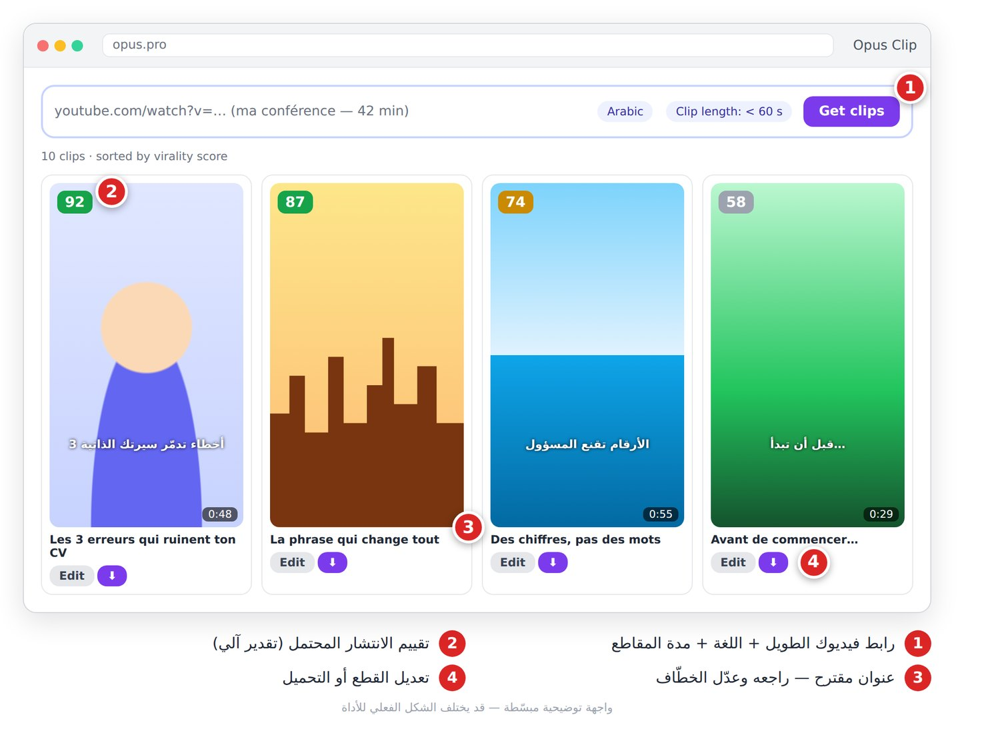 opus.pro
Opus Clip
1
youtube.com/watch?v=... (ma conférence — 42 min)
Arabic
Clip length: < 60 s
Get clips
10 clips · sorted by virality score
92
2
أخطاء تدمّر سيرتك الذاتية 3
0:48
Les 3 erreurs qui ruinent ton
CV
Edit
⬇
87
La phrase qui change tout
3
Edit
⬇
74
الأرقام تقنع المسؤول
0:55
Des chiffres, pas des mots
Edit
⬇
58
...قبل أن تبدأ
0:29
Avant de commencer...
Edit
⬇
4
1 رابط فيديوك الطويل + اللغة + مدة المقاطع
2 تقييم الانتشار المحتمل (تقدير آلي)
3 عنوان مقترح — راجعه وعدّل الخطّاف
4 تعديل القطع أو التحميل
واجهة توضيحية مبسّطة — قد يختلف الشكل الفعلي للأداة